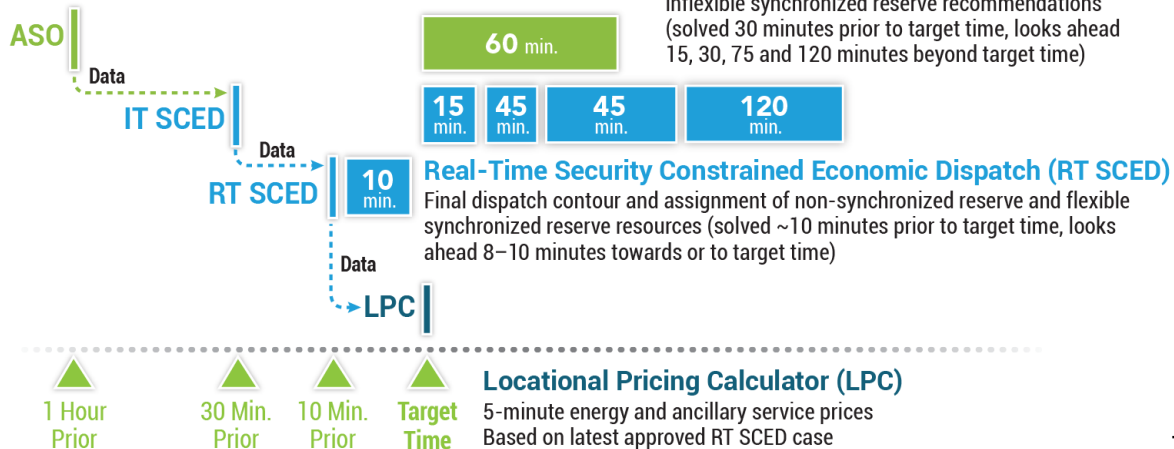 inflexible synchronized reserve recommendations
(solved 30 minutes prior to target time, looks ahead
15, 30, 75 and 120 minutes beyond target time)
ASO
60 min.
Data
IT SCED
15 min.
45 min.
45 min.
120 min.
Data
RT SCED
10 min.
Real-Time Security Constrained Economic Dispatch (RT SCED)
Final dispatch contour and assignment of non-synchronized reserve and flexible
synchronized reserve resources (solved ~10 minutes prior to target time, looks
ahead 8–10 minutes towards or to target time)
Data
LPC
1 Hour
Prior
30 Min.
Prior
10 Min.
Prior
Target
Time
Locational Pricing Calculator (LPC)
5-minute energy and ancillary service prices
Based on latest approved RT SCED case